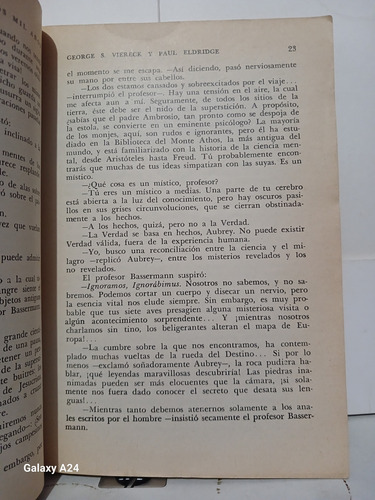 GEORGE S. VIERECK Y PAUL ELDRIDGE 23
el momento se me escapa. —Así diciendo, pasó nerviosamente
su mano por entre sus cabellos.
—Los dos estamos cansados y sobreexcitados por el viaje...
—interrumpió el profesor—. Hay una tensión en el aire, la cual
me afecta aun a mí. Seguramente, de todos los sitios de la
tierra, éste debe ser el nido de la superstición. A propósito,
¿sabías que el padre Ambrosio, tan pronto como se despoja de
la estola, se convierte en un eminente psicólogo? La mayoría
de los monjes, aquí, son rudos e ignorantes, pero él ha estu-
diado en la Biblioteca del Monte Athos, la más antigua del
mundo, y está familiarizado con la historia de la ciencia men-
tal, desde Aristóteles hasta Freud. Tú probablemente encon-
trarás que muchas de tus ideas simpatizan con las suyas. Es un
místico.
—¿Qué cosa es un místico, profesor?
—Tú eres un místico a medias. Una parte de tu cerebro
está abierta a la luz del conocimiento, pero hay oscuros pasi-
llos en sus grises circunvoluciones, que se cierran obstinada-
mente a los hechos.
—A los hechos, quizá, pero no a la Verdad.
—La Verdad se basa en hechos, Aubrey. No puede existir
Verdad válida, fuera de la experiencia humana.
—Yo, busco una reconciliación entre la ciencia y el mila-
gro —replicó Aubrey—, entre los misterios revelados y los
no revelados.
El profesor Bassermann suspiró:
—Ignoramos, Ignorábimus. Nosotros no sabemos, y no sa-
bremos. Podemos cortar un cuerpo y disecar un nervio, pero
la esencia vital nos elude siempre. Sin embargo, es muy proba-
ble que tus siete aves presagien alguna misteriosa visita o
algún acontecimiento sorprendente... Y ¡mientras nosotros
charlamos sin tino, los beligerantes alteran el mapa de Eu-
ropa!...
—La cumbre sobre la que nos encontramos, ha contem-
plado muchas vueltas de la rueda del Destino... Si por lo
menos —exclamó soñadoramente Aubrey—, la roca pudiera ha-
blar, ¡qué leyendas maravillosas descubriría! Las piedras ina-
nimadas pueden ser más elocuentes que la cámara, ¡si sola-
mente nos fuera dado conocer el secreto que desata sus len-
guas!...
—Mientras tanto debemos atenernos solamente a los ana-
les escritos por el hombre —insistió secamente el profesor Basser-
mann.
Galaxy A24